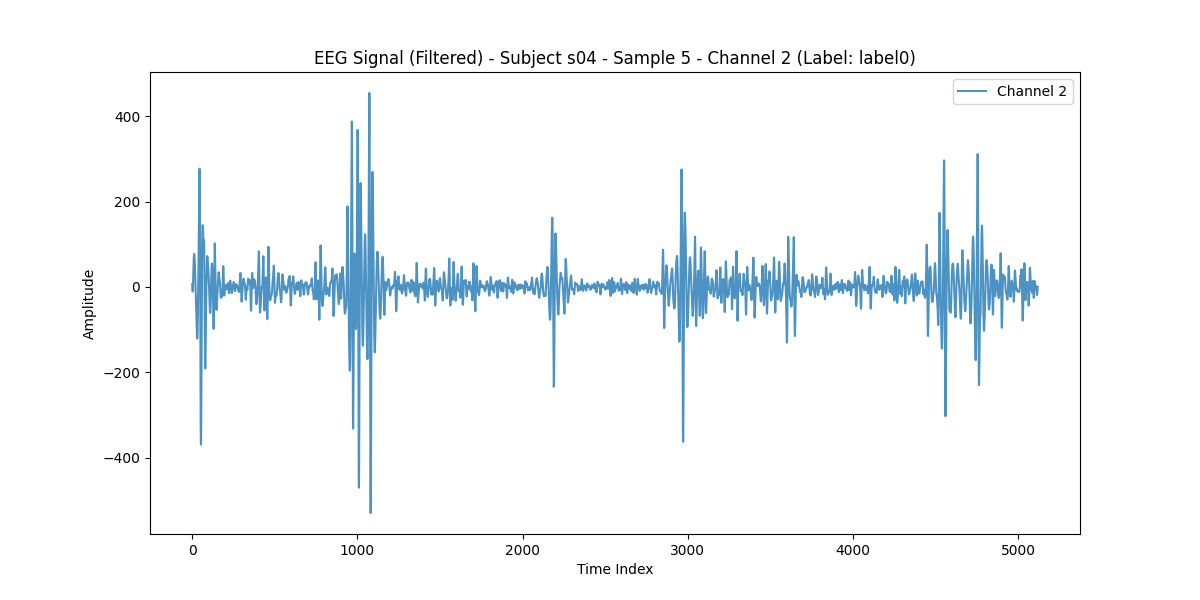 EEG Signal (Filtered) - Subject s04 - Sample 5 - Channel 2 (Label: label0)
Channel 2
400
200
0
−200
−400
Amplitude
0 1000 2000 3000 4000 5000
Time Index